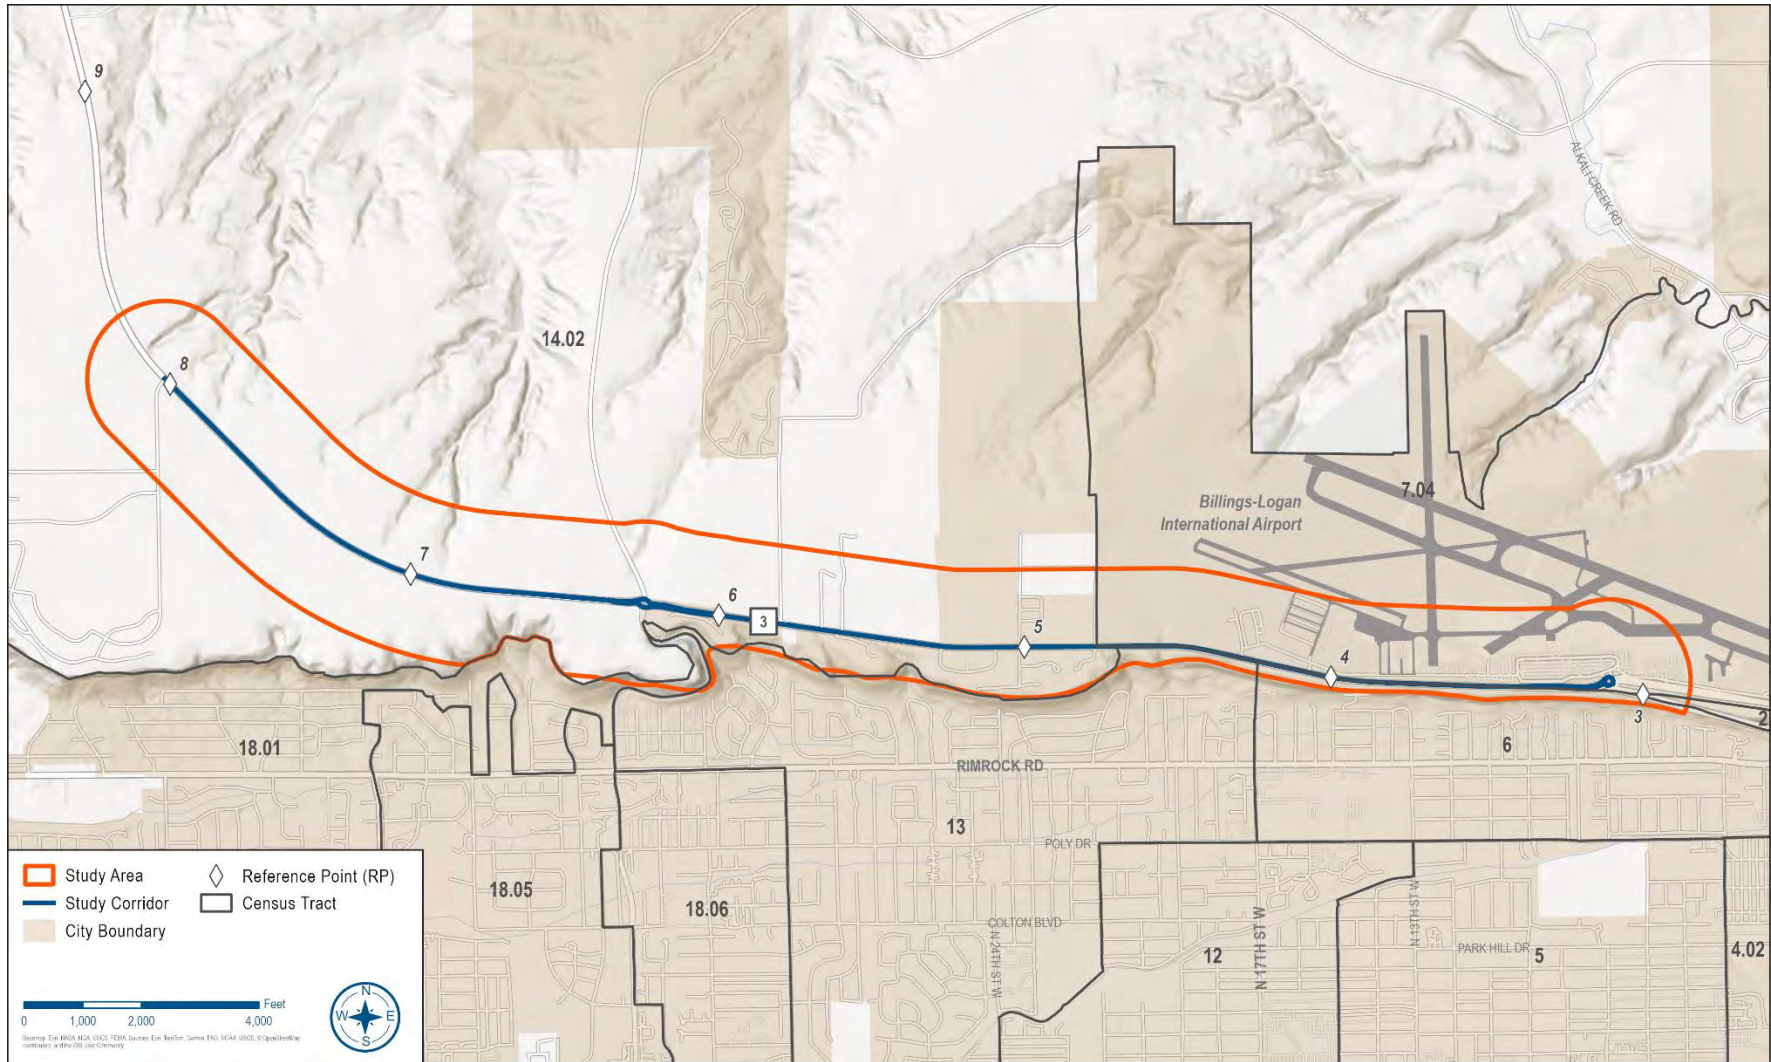 9
ALKALI CREEK RD
14.02
8
7.04
Billings-Logan
International Airport
7
6
3
5
4
3
2
18.01
6
RIMROCK RD
13
POLY DR
18.05
18.06
COLTON BLVD
N 24TH ST W
12
N 17TH ST W
N 13TH ST W
PARK HILL DR
5
4.02
Study Area
Reference Point (RP)
Study Corridor
Census Tract
City Boundary
Feet
0 1,000 2,000 4,000
N
W E
S